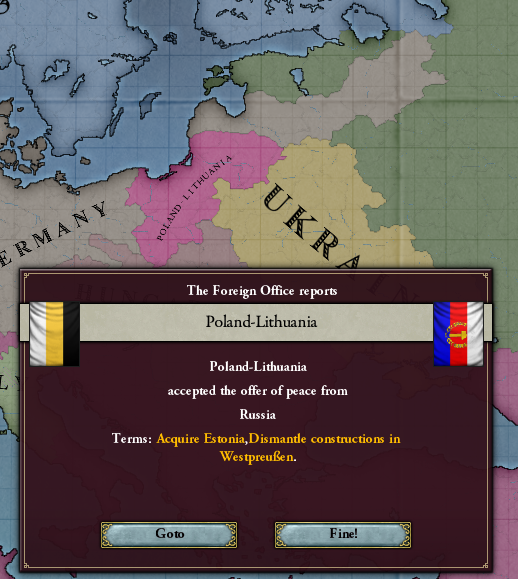 POLAND-LITHUANIA
UKRA
ERMANY
The Foreign Office reports
Poland-Lithuania
Poland-Lithuania
accepted the offer of peace from
Russia
Terms: Acquire Estonia,Dismantle constructions in
Westpreußen.
Goto
Fine!